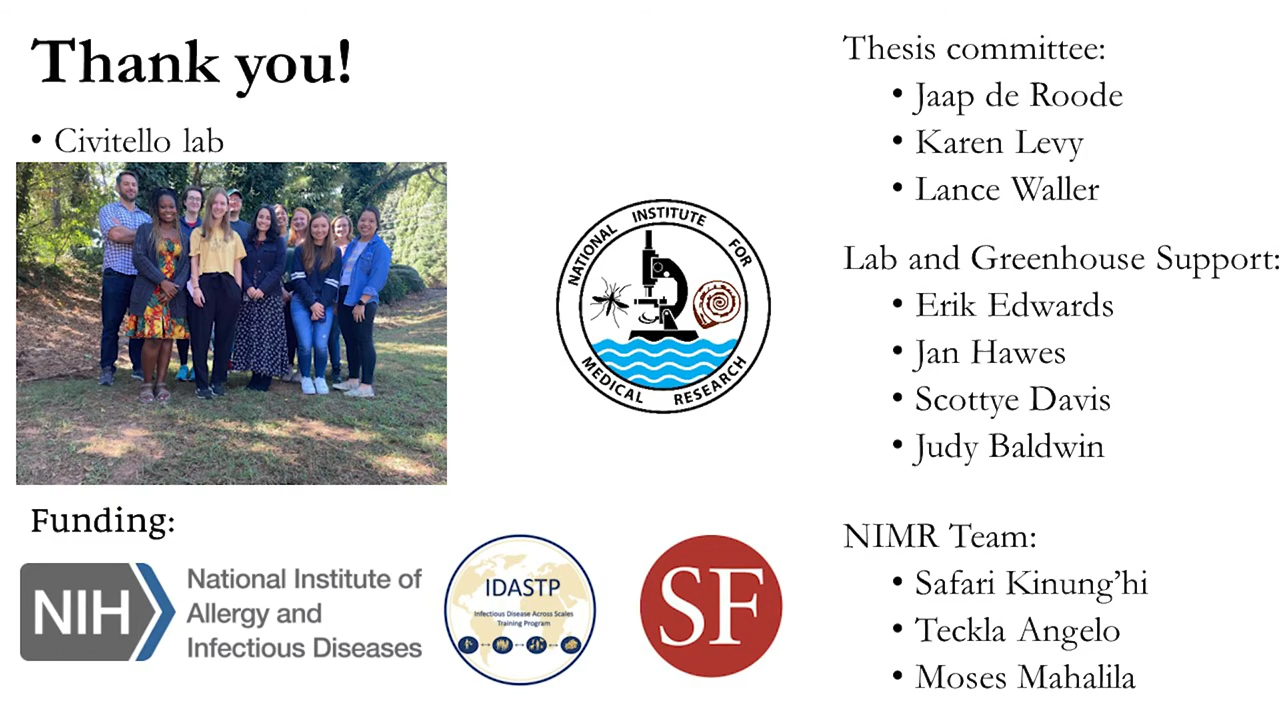 Thank you!
• Civitello lab
NATIONAL INSTITUTE FOR
MEDICAL RESEARCH
Funding:
NIH
National Institute of
Allergy and
Infectious Diseases
IDASTP
Infectious Disease Across Scales
Training Program
SF
Thesis committee:
• Jaap de Roode
• Karen Levy
• Lance Waller
Lab and Greenhouse Support:
• Erik Edwards
• Jan Hawes
• Scottye Davis
• Judy Baldwin
NIMR Team:
• Safari Kinung’hi
• Teckla Angelo
• Moses Mahalila